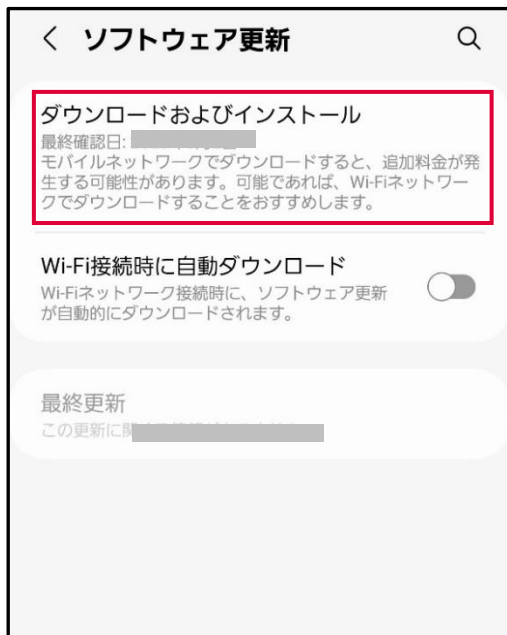 ソフトウェア更新
ダウンロードおよびインストール
最終確認日:
モバイルネットワークでダウンロードすると、追加料金が発
生する可能性があります。可能であれば、Wi-Fiネットワー
クでダウンロードすることをおすすめします。
Wi-Fi接続時に自動ダウンロード
Wi-Fiネットワーク接続時に、ソフトウェア更新
が自動的にダウンロードされます。
最終更新
この更新に